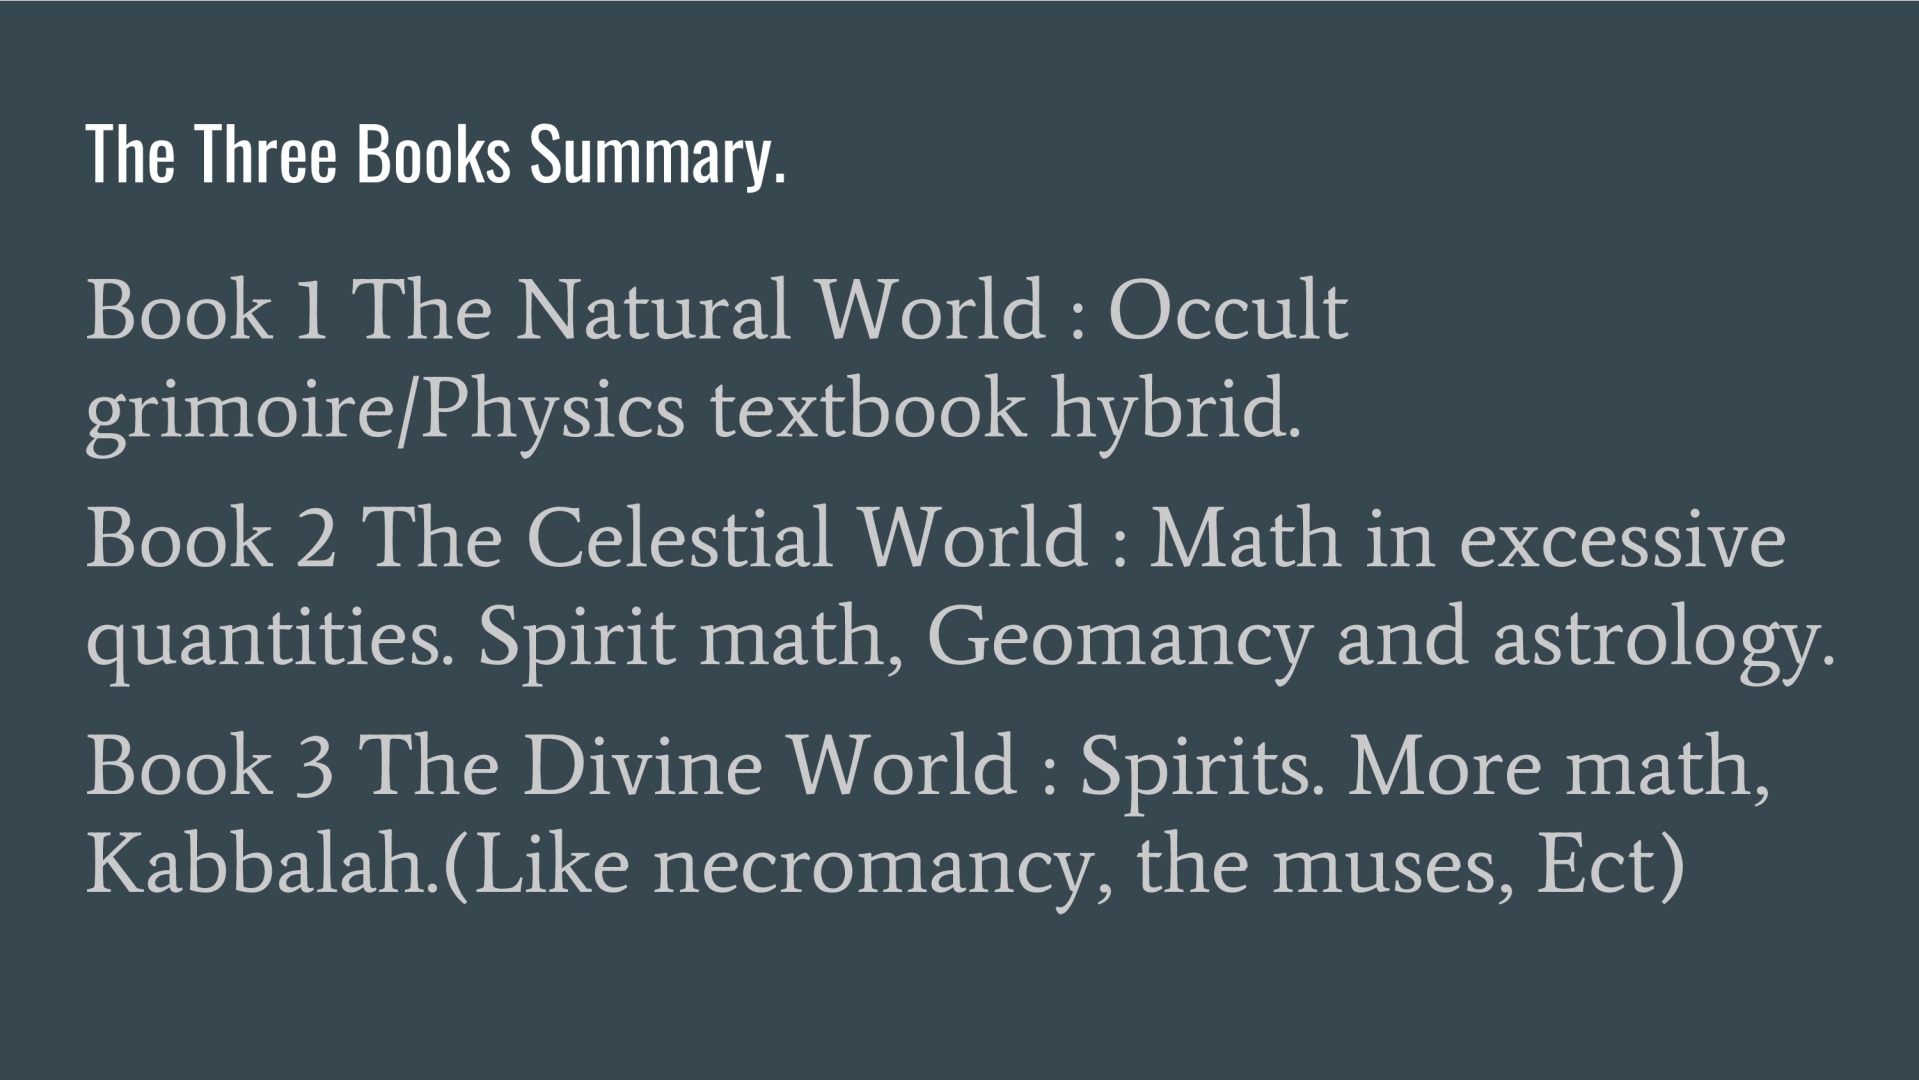 The Three Books Summary.
Book 1 The Natural World : Occult
grimoire/Physics textbook hybrid.
Book 2 The Celestial World : Math in excessive
quantities. Spirit math, Geomancy and astrology.
Book 3 The Divine World : Spirits. More math,
Kabbalah.(Like necromancy, the muses, Ect)